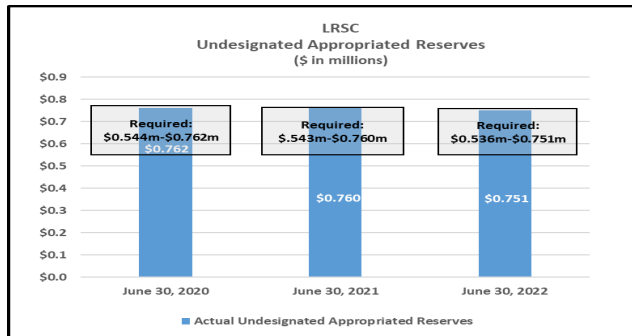 LRSC
Undesignated Appropriated Reserves
($ in millions)
$0.9
$0.8
$0.7
$0.6
$0.5
$0.4
$0.3
$0.2
$0.1
$0.0
Required:
$0.544m-$0.762m
$0.762
Required:
$.543m-$0.760m
$0.760
Required:
$0.536m-$0.751m
$0.751
June 30, 2020
June 30, 2021
June 30, 2022
Actual Undesignated Appropriated Reserves